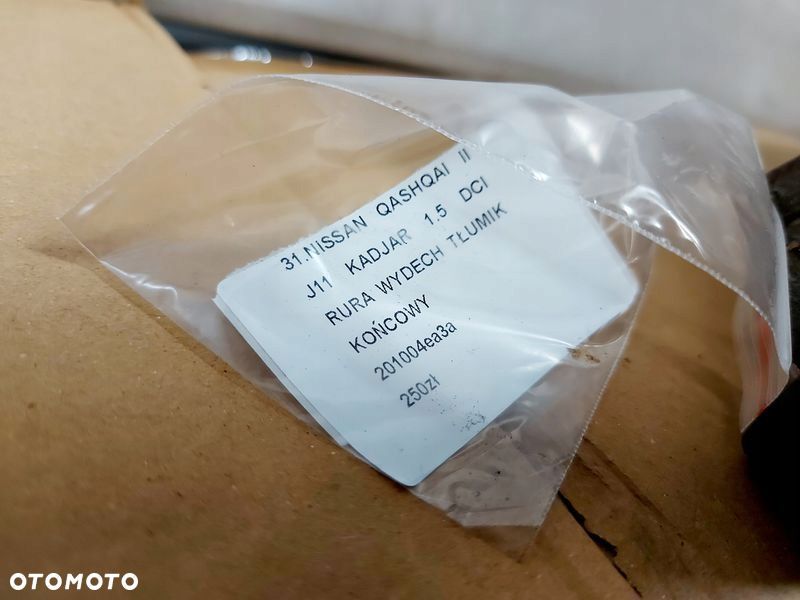 31.NISSAN QASHQAI II
J11 KADJAR 1.5 DCI
RURA WYDECH TŁUMIK
KOŃCOWY
201004ea3a
250zł
OTOMOTO